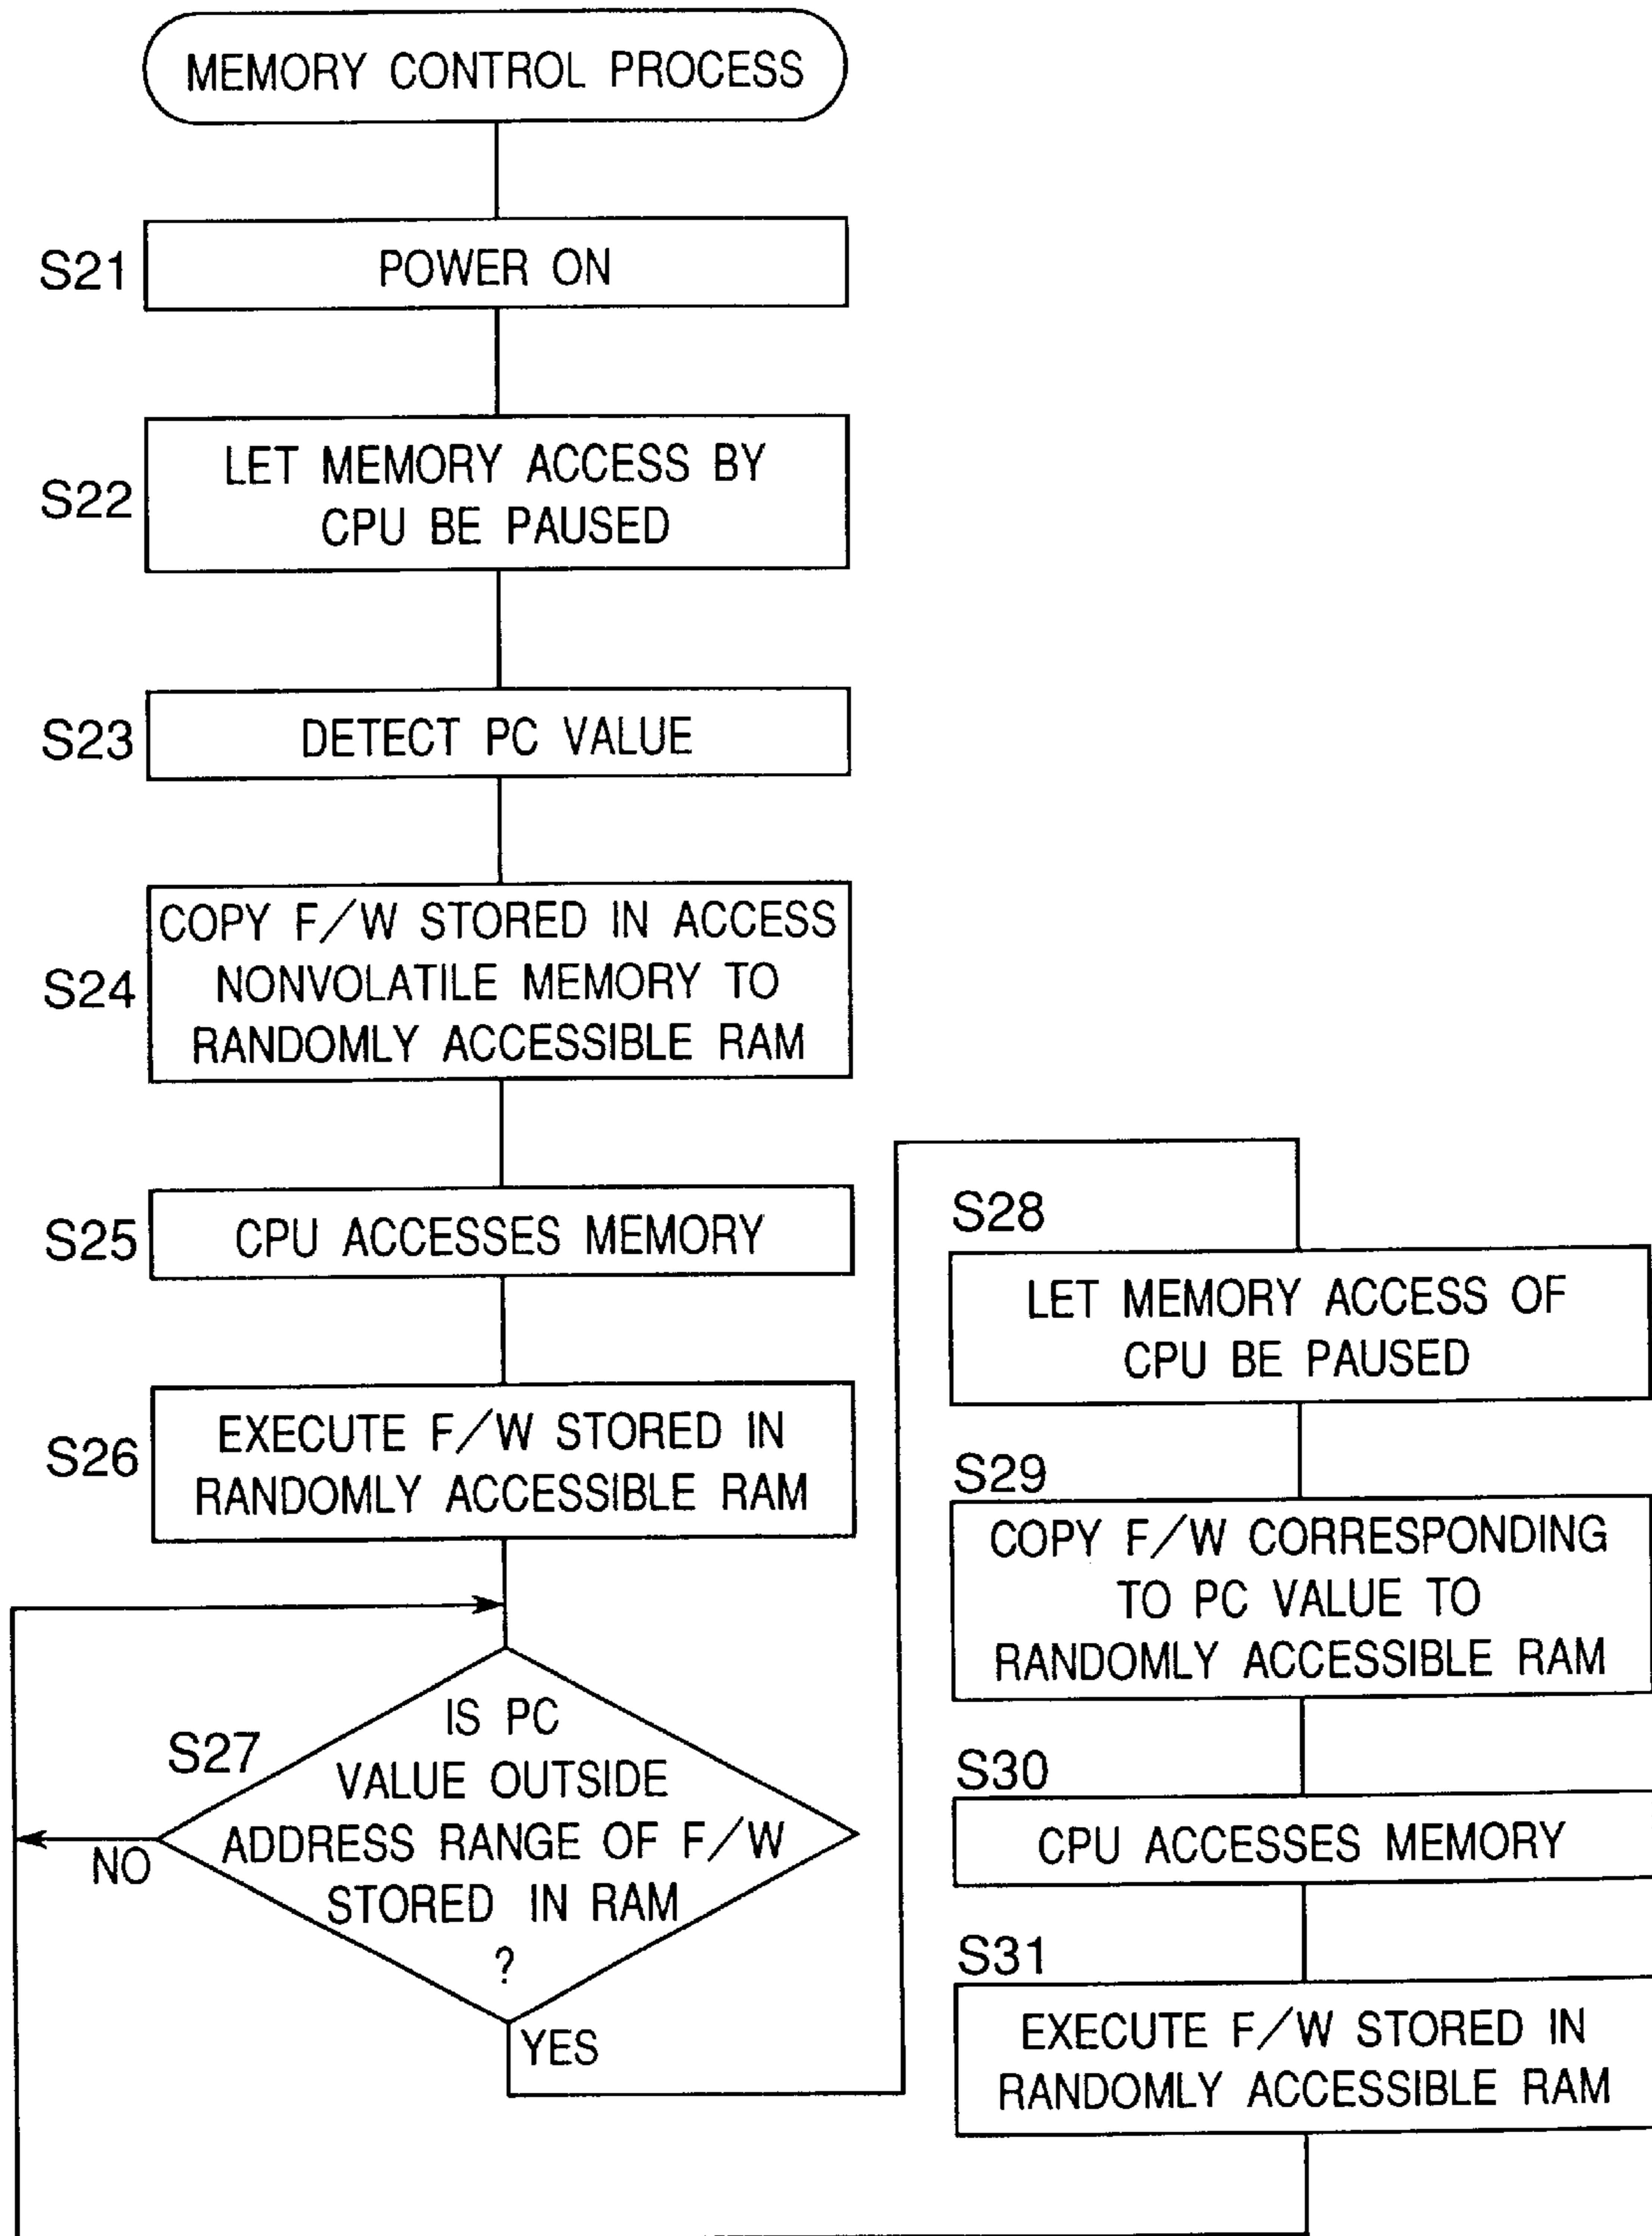 MEMORY CONTROL PROCESS
S21
POWER ON
S22
LET MEMORY ACCESS BY
CPU BE PAUSED
S23
DETECT PC VALUE
S24
COPY F/W STORED IN ACCESS
NONVOLATILE MEMORY TO
RANDOMLY ACCESSIBLE RAM
S25
CPU ACCESSES MEMORY
S26
EXECUTE F/W STORED IN
RANDOMLY ACCESSIBLE RAM
S27
IS PC
VALUE OUTSIDE
ADDRESS RANGE OF F/W
STORED IN RAM
?
NO
YES
S28
LET MEMORY ACCESS OF
CPU BE PAUSED
S29
COPY F/W CORRESPONDING
TO PC VALUE TO
RANDOMLY ACCESSIBLE RAM
S30
CPU ACCESSES MEMORY
S31
EXECUTE F/W STORED IN
RANDOMLY ACCESSIBLE RAM